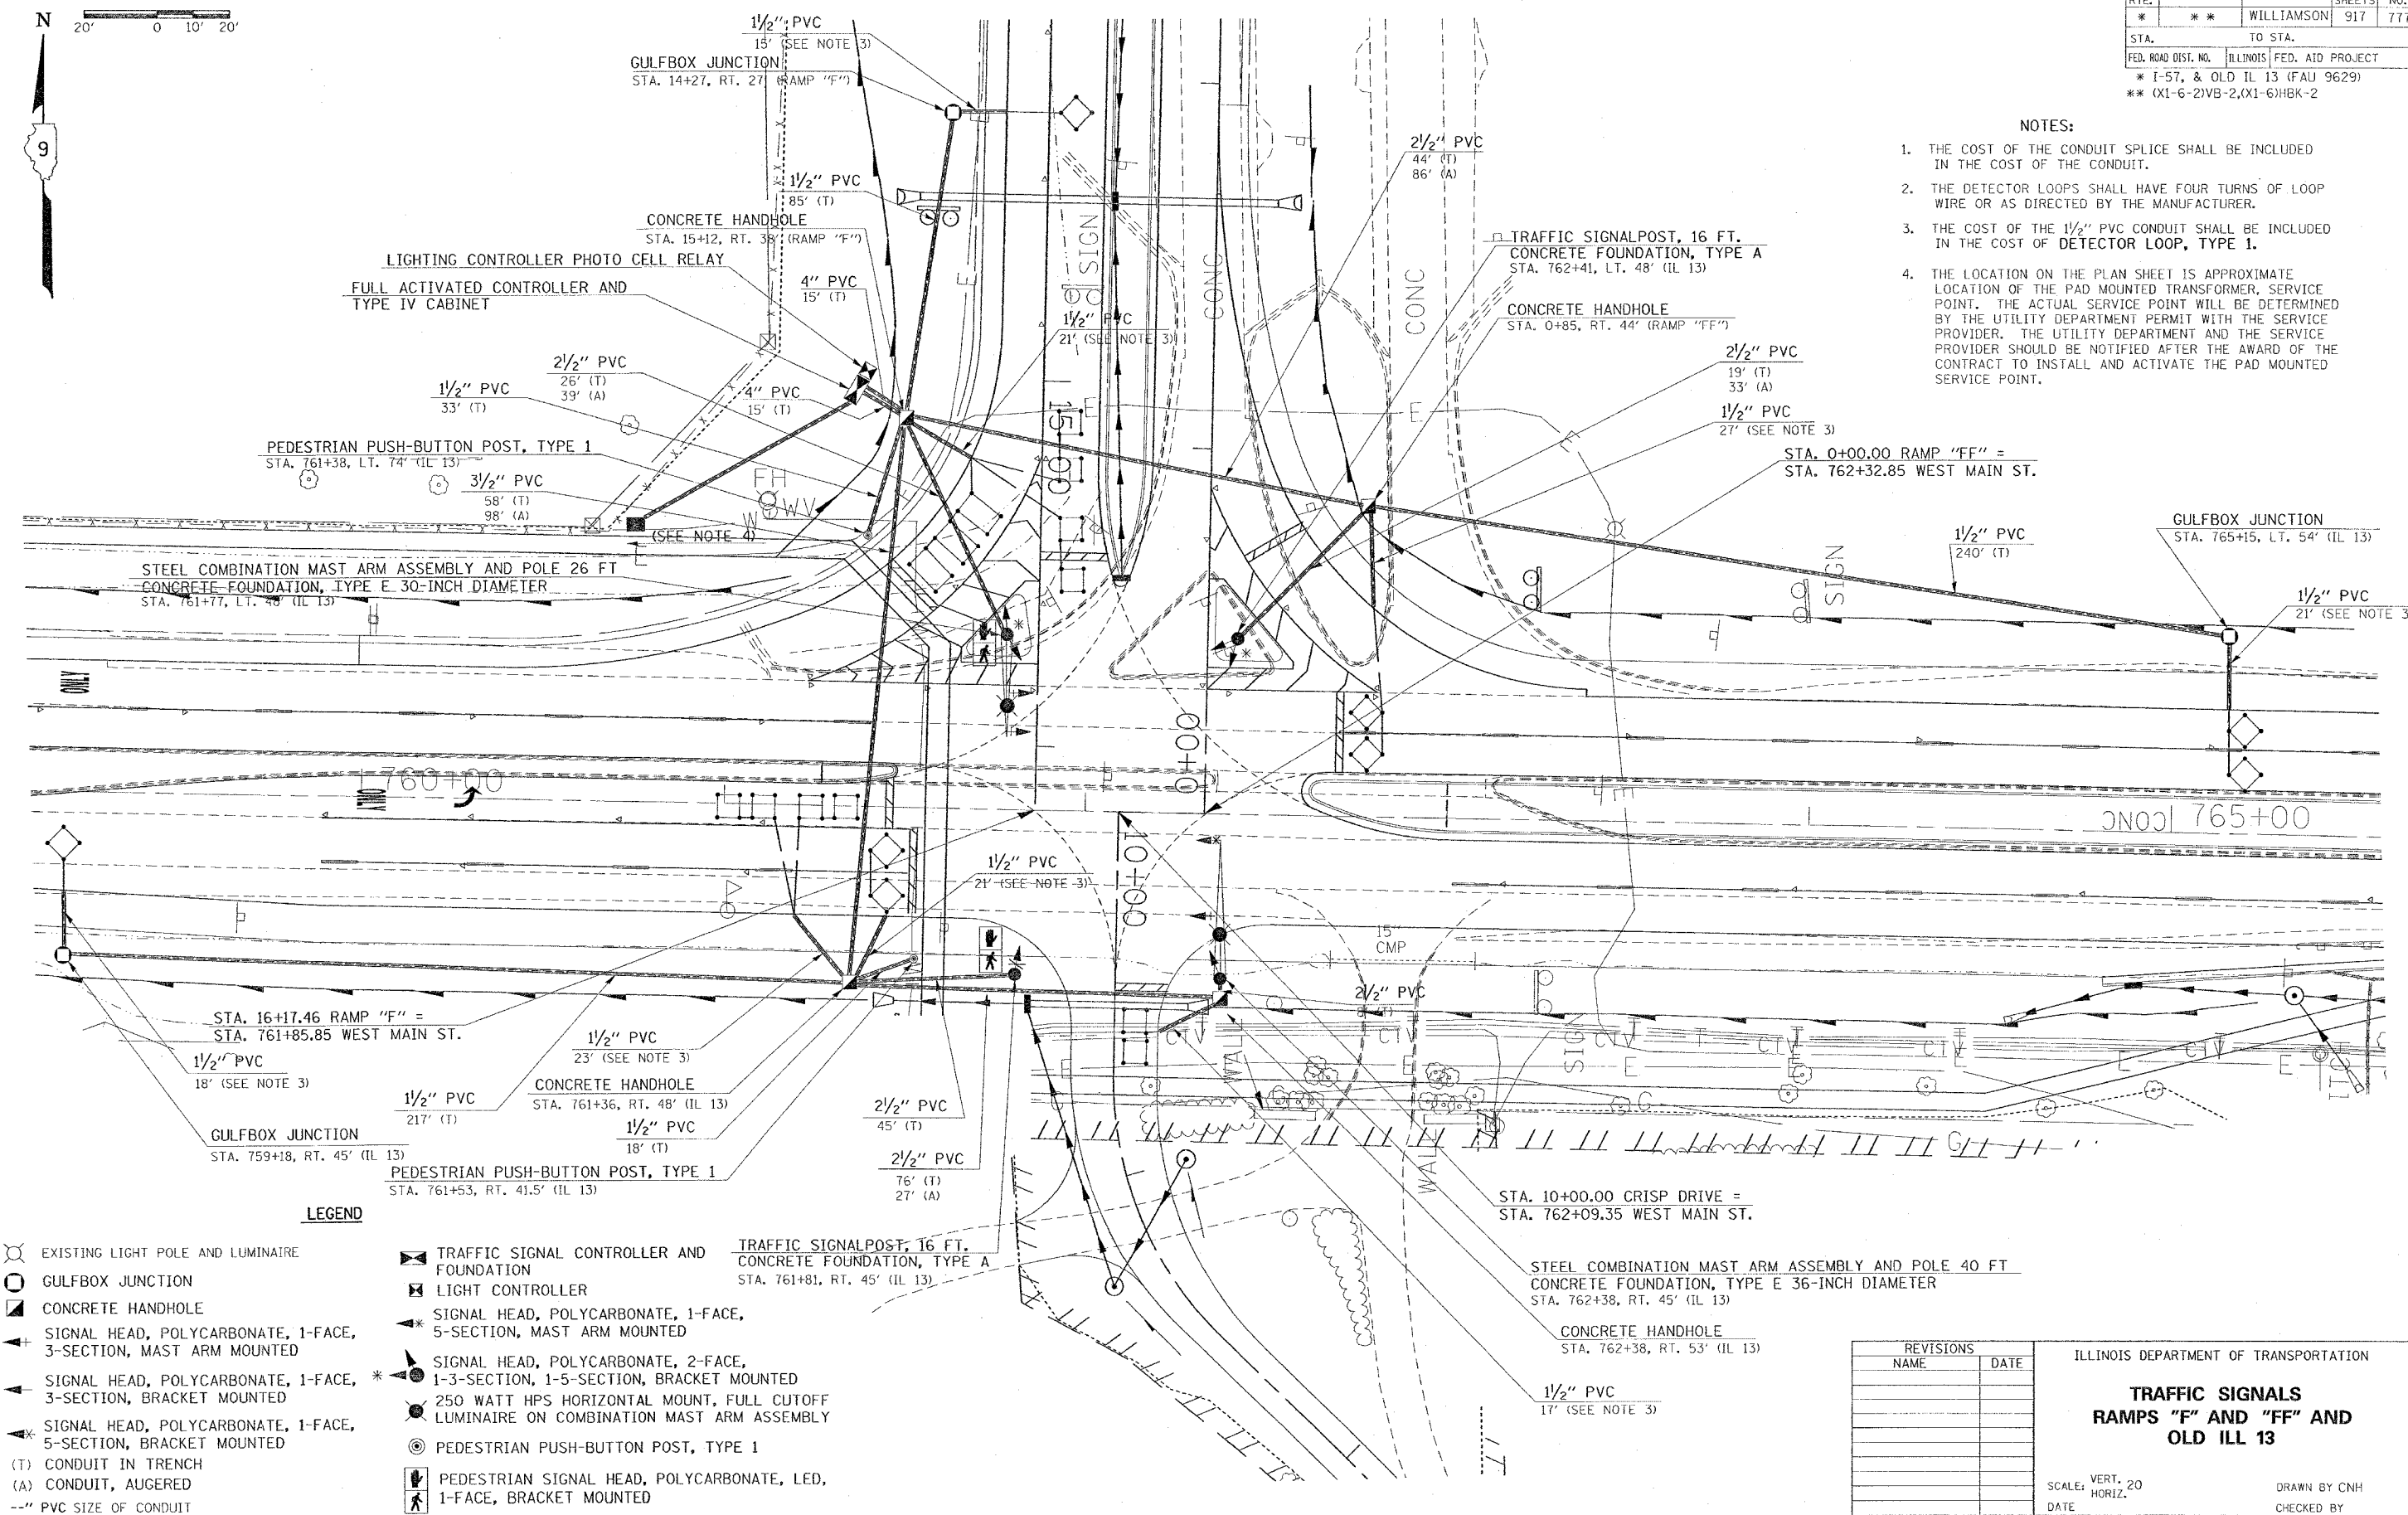 N
20' 0 10' 20'
9
* ** WILLIAMSON 917 777
STA. TO STA.
FED. ROAD DIST. NO. ILLINOIS FED. AID PROJECT
* I-57, & OLD IL 13 (FAU 9629)
** (X1-6-2)VB-2,(X1-6)HBK-2
NOTES:
1. THE COST OF THE CONDUIT SPLICE SHALL BE INCLUDED
IN THE COST OF THE CONDUIT.
2. THE DETECTOR LOOPS SHALL HAVE FOUR TURNS OF LOOP
WIRE OR AS DIRECTED BY THE MANUFACTURER.
3. THE COST OF THE 1½" PVC CONDUIT SHALL BE INCLUDED
IN THE COST OF DETECTOR LOOP, TYPE 1.
4. THE LOCATION ON THE PLAN SHEET IS APPROXIMATE
LOCATION OF THE PAD MOUNTED TRANSFORMER, SERVICE
POINT. THE ACTUAL SERVICE POINT WILL BE DETERMINED
BY THE UTILITY DEPARTMENT PERMIT WITH THE SERVICE
PROVIDER. THE UTILITY DEPARTMENT AND THE SERVICE
PROVIDER SHOULD BE NOTIFIED AFTER THE AWARD OF THE
CONTRACT TO INSTALL AND ACTIVATE THE PAD MOUNTED
SERVICE POINT.
1½" PVC
15' (SEE NOTE 3)
GULFBOX JUNCTION
STA. 14+27, RT. 27' (RAMP "F")
1½" PVC
85' (T)
CONCRETE HANDHOLE
STA. 15+12, RT. 38' (RAMP "F")
LIGHTING CONTROLLER PHOTO CELL RELAY
4" PVC
15' (T)
FULL ACTIVATED CONTROLLER AND
TYPE IV CABINET
1½" PVC
21' (SEE NOTE 3)
2½" PVC
26' (T)
39' (A)
4" PVC
15' (T)
1½" PVC
33' (T)
PEDESTRIAN PUSH-BUTTON POST, TYPE 1
STA. 761+38, LT. 74' (IL 13)
3½" PVC
58' (T)
98' (A)
(SEE NOTE 4)
FH
WV
W
STEEL COMBINATION MAST ARM ASSEMBLY AND POLE 26 FT
CONCRETE FOUNDATION, TYPE E 30-INCH DIAMETER
STA. 761+77, LT. 48' (IL 13)
2½" PVC
44' (T)
86' (A)
TRAFFIC SIGNALPOST, 16 FT.
CONCRETE FOUNDATION, TYPE A
STA. 762+41, LT. 48' (IL 13)
CONCRETE HANDHOLE
STA. 0+85, RT. 44' (RAMP "FF")
2½" PVC
19' (T)
33' (A)
1½" PVC
27' (SEE NOTE 3)
STA. 0+00.00 RAMP "FF" =
STA. 762+32.85 WEST MAIN ST.
GULFBOX JUNCTION
STA. 765+15, LT. 54' (IL 13)
1½" PVC
240' (T)
1½" PVC
21' (SEE NOTE 3
SIGN
CONC
CONC
SIGN
E
E
E
15+00
0+00
10+00
ONLY
ONLY
760+00
CONC
765+00
1½" PVC
21' (SEE NOTE 3)
15"
CMP
STA. 16+17.46 RAMP "F" =
STA. 761+85.85 WEST MAIN ST.
1½" PVC
18' (SEE NOTE 3)
1½" PVC
23' (SEE NOTE 3)
1½" PVC
217' (T)
CONCRETE HANDHOLE
STA. 761+36, RT. 48' (IL 13)
GULFBOX JUNCTION
STA. 759+18, RT. 45' (IL 13)
1½" PVC
18' (T)
PEDESTRIAN PUSH-BUTTON POST, TYPE 1
STA. 761+53, RT. 41.5' (IL 13)
2½" PVC
45' (T)
2½" PVC
76' (T)
27' (A)
TRAFFIC SIGNALPOST, 16 FT.
CONCRETE FOUNDATION, TYPE A
STA. 761+81, RT. 45' (IL 13)
2½" PVC
CTV CTV CTV CTV CTV CTV
WALL
WALL
SIGN
E E E E E
G G
STA. 10+00.00 CRISP DRIVE =
STA. 762+09.35 WEST MAIN ST.
STEEL COMBINATION MAST ARM ASSEMBLY AND POLE 40 FT
CONCRETE FOUNDATION, TYPE E 36-INCH DIAMETER
STA. 762+38, RT. 45' (IL 13)
CONCRETE HANDHOLE
STA. 762+38, RT. 53' (IL 13)
1½" PVC
17' (SEE NOTE 3)
LEGEND
EXISTING LIGHT POLE AND LUMINAIRE
GULFBOX JUNCTION
CONCRETE HANDHOLE
SIGNAL HEAD, POLYCARBONATE, 1-FACE,
3-SECTION, MAST ARM MOUNTED
SIGNAL HEAD, POLYCARBONATE, 1-FACE,
3-SECTION, BRACKET MOUNTED
SIGNAL HEAD, POLYCARBONATE, 1-FACE,
5-SECTION, BRACKET MOUNTED
(T) CONDUIT IN TRENCH
(A) CONDUIT, AUGERED
--" PVC SIZE OF CONDUIT
TRAFFIC SIGNAL CONTROLLER AND
FOUNDATION
LIGHT CONTROLLER
SIGNAL HEAD, POLYCARBONATE, 1-FACE,
5-SECTION, MAST ARM MOUNTED
* SIGNAL HEAD, POLYCARBONATE, 2-FACE,
1-3-SECTION, 1-5-SECTION, BRACKET MOUNTED
250 WATT HPS HORIZONTAL MOUNT, FULL CUTOFF
LUMINAIRE ON COMBINATION MAST ARM ASSEMBLY
PEDESTRIAN PUSH-BUTTON POST, TYPE 1
PEDESTRIAN SIGNAL HEAD, POLYCARBONATE, LED,
1-FACE, BRACKET MOUNTED
REVISIONS
NAME DATE
ILLINOIS DEPARTMENT OF TRANSPORTATION
TRAFFIC SIGNALS
RAMPS "F" AND "FF" AND
OLD ILL 13
SCALE: VERT. HORIZ. 20
DRAWN BY CNH
DATE
CHECKED BY